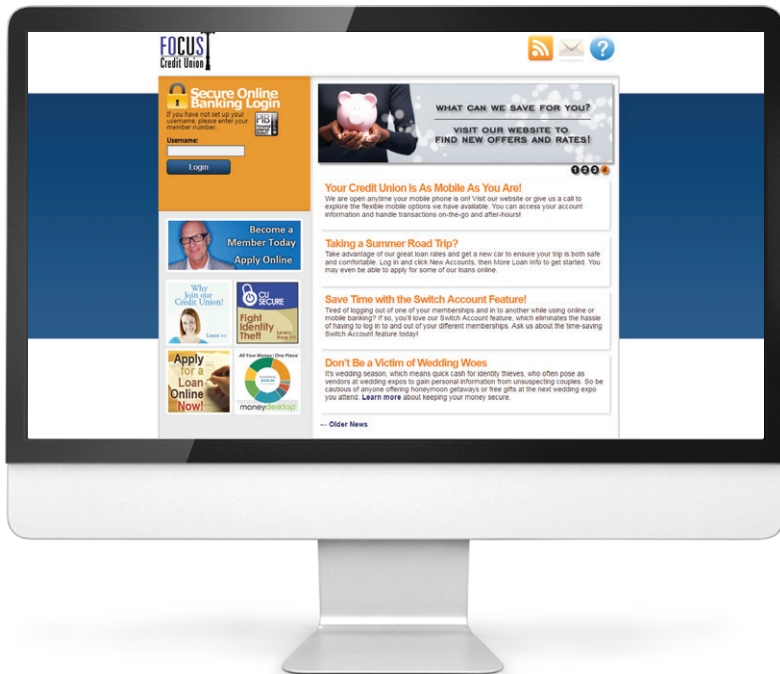 FOCUS
Credit Union
?
Secure Online
Banking Login
If you have not set up your
username, please enter your
member number.
PIB
Username:
Login
WHAT CAN WE SAVE FOR YOU?
VISIT OUR WEBSITE TO
FIND NEW OFFERS AND RATES!
1 2 3 4
Your Credit Union Is As Mobile As You Are!
We are open anytime your mobile phone is on! Visit our website or give us a call to
explore the flexible mobile options we have available. You can access your account
information and handle transactions on-the-go and after-hours!
Become a
Member Today
Apply Online
Taking a Summer Road Trip?
Take advantage of our great loan rates and get a new car to ensure your trip is both safe
and comfortable. Log in and click New Accounts, then More Loan Info to get started. You
may even be able to apply for some of our loans online.
Why
Join our
Credit Union?
Learn >>
CU
SECURE
Fight
Identity
Theft
Learn
How >>
Save Time with the Switch Account Feature!
Tired of logging out of one of your memberships and in to another while using online or
mobile banking? If so, you'll love our Switch Account feature, which eliminates the hassle
of having to log in to and out of your different memberships. Ask us about the time-saving
Switch Account feature today!
Apply
for a
Loan
Online
Now!
All Your Money | One Place
moneydesktop
Don't Be a Victim of Wedding Woes
It's wedding season, which means quick cash for identity thieves, who often pose as
vendors at wedding expos to gain personal information from unsuspecting couples. So be
cautious of anyone offering honeymoon getaways or free gifts at the next wedding expo
you attend. Learn more about keeping your money secure.
← Older News